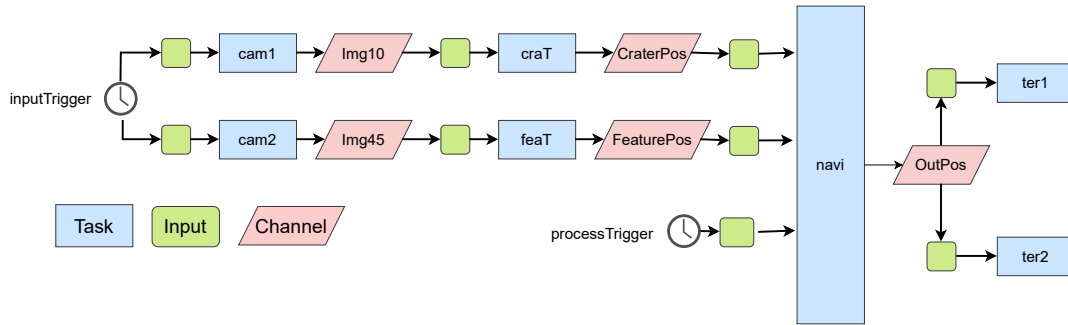 inputTrigger
cam1
Img10
craT
CraterPos
cam2
Img45
feaT
FeaturePos
navi
OutPos
ter1
ter2
processTrigger
Task
Input
Channel